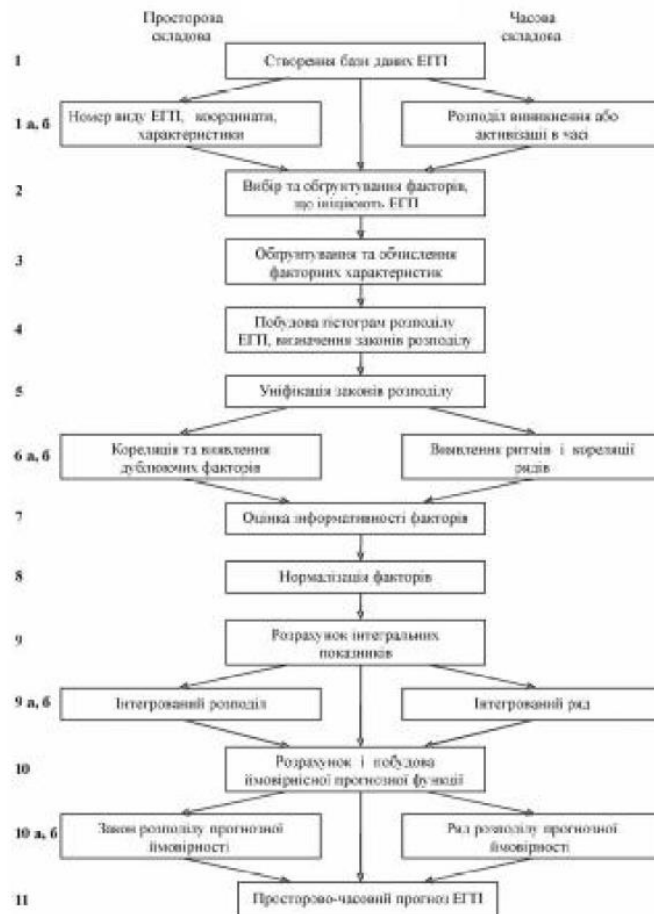 Просторова
складова
Часова
складова
1
Створення бази даних ЕГП
1 а, б
Номер виду ЕГП, координати,
характеристики
Розподіл виникнення або
активізації в часі
2
Вибір та обґрунтування факторів,
що ініціюють ЕГП
3
Обґрунтування та обчислення
факторних характеристик
4
Побудова гістограм розподілу
ЕГП, визначення законів розподілу
5
Уніфікація законів розподілу
6 а, б
Кореляція та виявлення
дублюючих факторів
Виявлення ритмів і кореляції
рядів
7
Оцінка інформативності факторів
8
Нормалізація факторів
9
Розрахунок інтегральних
показників
9 а, б
Інтегрований розподіл
Інтегрований ряд
10
Розрахунок і побудова
ймовірнісної прогнозної функції
10 а, б
Закон розподілу прогнозної
ймовірності
Ряд розподілу прогнозної
ймовірності
11
Просторово-часовий прогноз ЕГП